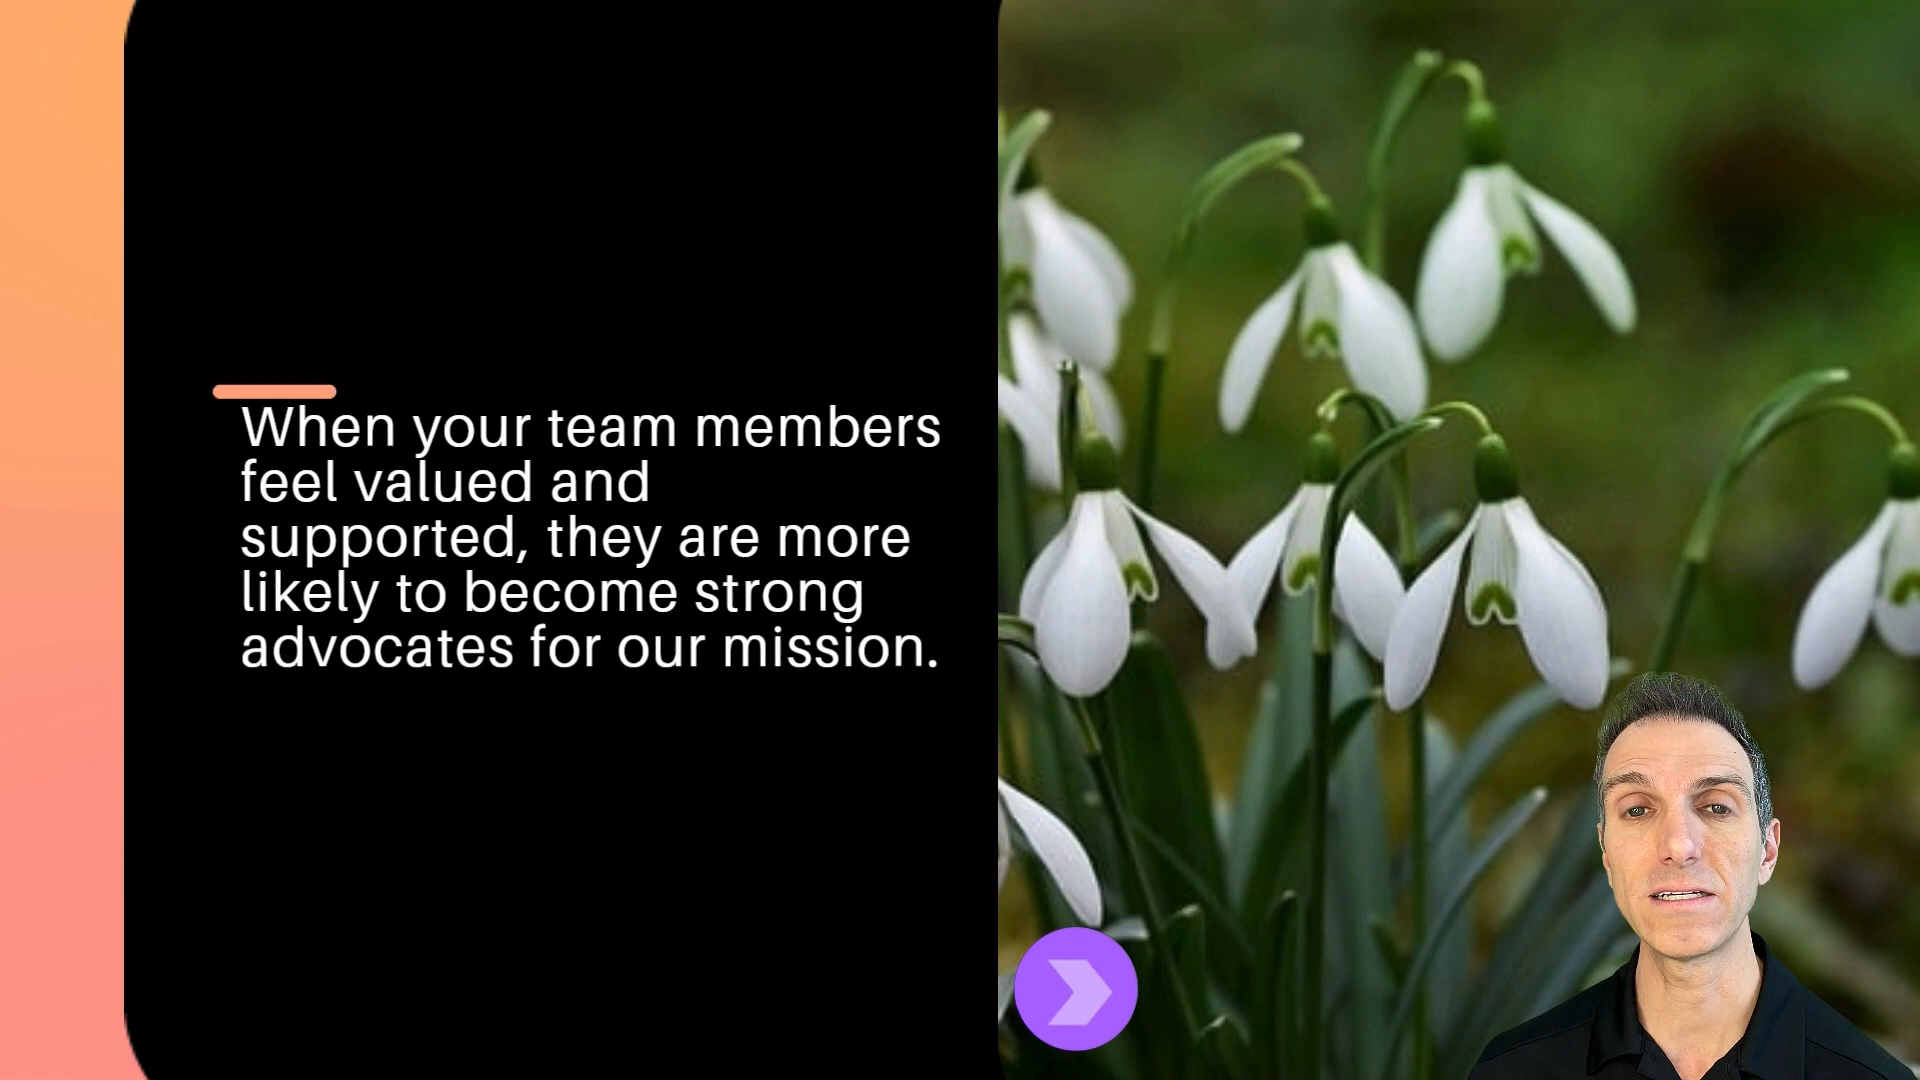 When your team members
feel valued and
supported, they are more
likely to become strong
advocates for our mission.